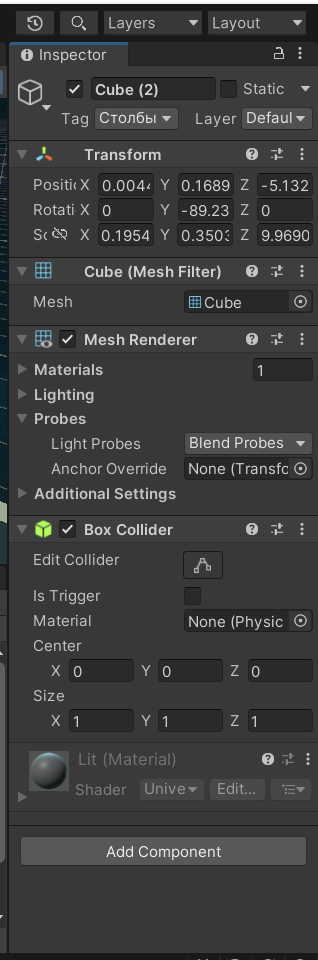 Layers Layout
Inspector
Cube (2) Static
Tag Столбы Layer Defaul
Transform
Positic X 0.004 Y 0.1689 Z -5.132
Rotati X 0 Y -89.23 Z 0
Sc X 0.1954 Y 0.3503 Z 9.9690
Cube (Mesh Filter)
Mesh Cube
Mesh Renderer
Materials 1
Lighting
Probes
Light Probes Blend Probes
Anchor Override None (Transfo
Additional Settings
Box Collider
Edit Collider
Is Trigger
Material None (Physic
Center
X 0 Y 0 Z 0
Size
X 1 Y 1 Z 1
Lit (Material)
Shader Unive Edit...
Add Component